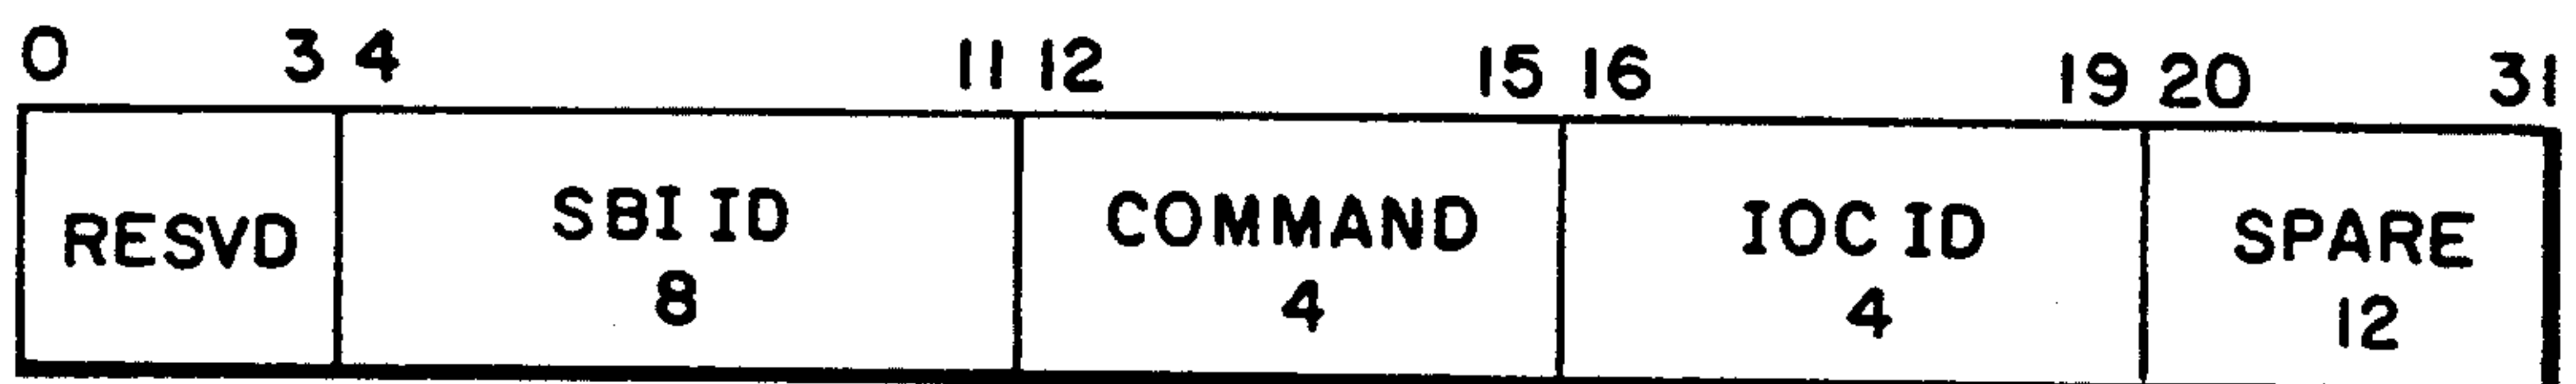 0 3 4 11 12 15 16 19 20 31
RESVD SBI ID COMMAND IOC ID SPARE
8 4 4 12